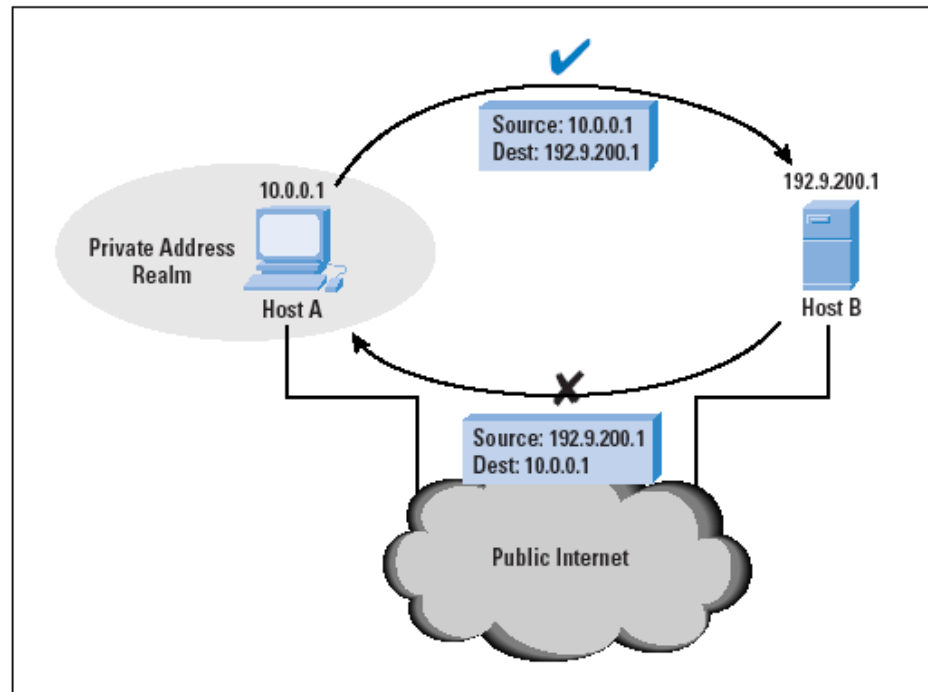 Source: 10.0.0.1
Dest: 192.9.200.1
10.0.0.1
192.9.200.1
Private Address
Realm
Host A
Host B
Source: 192.9.200.1
Dest: 10.0.0.1
Public Internet